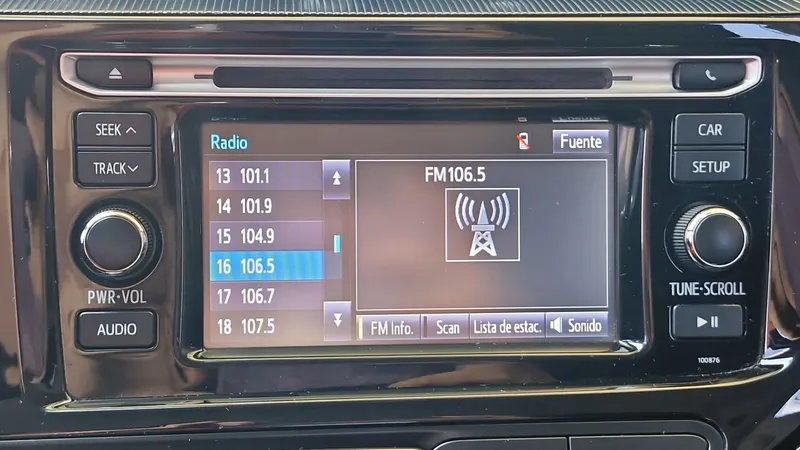 SEEK
TRACK
PWR·VOL
AUDIO
Radio
Fuente
13 101.1
14 101.9
15 104.9
16 106.5
17 106.7
18 107.5
FM106.5
FM Info.
Scan
Lista de estac.
Sonido
CAR
SETUP
TUNE·SCROLL
100876